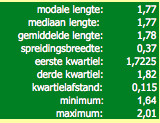 modale lengte: 1,77
mediaan lengte: 1,77
gemiddelde lengte: 1,78
spreidingsbreedte: 0,37
eerste kwartiel: 1,7225
derde kwartiel: 1,82
kwartielafstand: 0,115
minimum: 1,64
maximum: 2,01